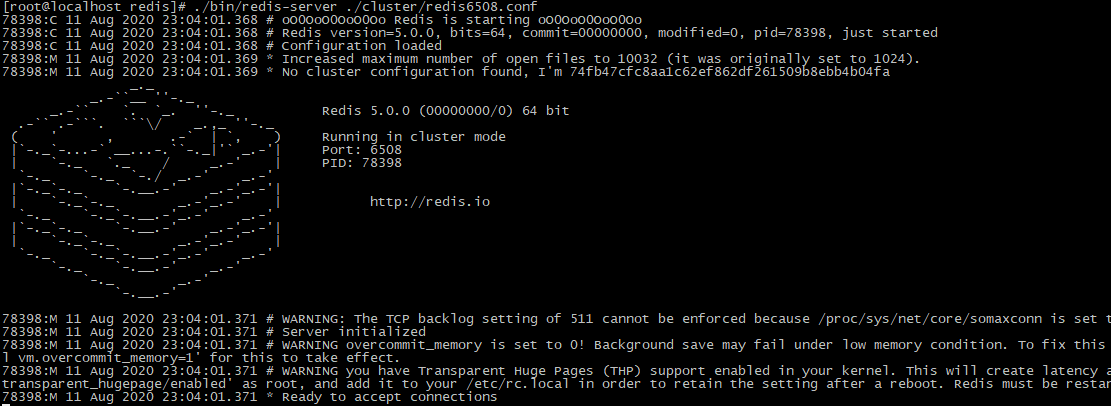 [root@localhost redis]# ./bin/redis-server ./cluster/redis6508.conf
78398:C 11 Aug 2020 23:04:01.368 # oO0OoO0OoO0Oo Redis is starting oO0OoO0OoO0Oo
78398:C 11 Aug 2020 23:04:01.368 # Redis version=5.0.0, bits=64, commit=00000000, modified=0, pid=78398, just started
78398:C 11 Aug 2020 23:04:01.368 # Configuration loaded
78398:M 11 Aug 2020 23:04:01.369 * Increased maximum number of open files to 10032 (it was originally set to 1024).
78398:M 11 Aug 2020 23:04:01.369 * No cluster configuration found, I'm 74fb47cfc8aa1c62ef862df261509b8ebb4b04fa
Redis 5.0.0 (00000000/0) 64 bit
Running in cluster mode
Port: 6508
PID: 78398
http://redis.io
78398:M 11 Aug 2020 23:04:01.371 # WARNING: The TCP backlog setting of 511 cannot be enforced because /proc/sys/net/core/somaxconn is set t
78398:M 11 Aug 2020 23:04:01.371 # Server initialized
78398:M 11 Aug 2020 23:04:01.371 # WARNING overcommit_memory is set to 0! Background save may fail under low memory condition. To fix this
l vm.overcommit_memory=1' for this to take effect.
78398:M 11 Aug 2020 23:04:01.371 # WARNING you have Transparent Huge Pages (THP) support enabled in your kernel. This will create latency a
transparent_hugepage/enabled' as root, and add it to your /etc/rc.local in order to retain the setting after a reboot. Redis must be restar
78398:M 11 Aug 2020 23:04:01.371 * Ready to accept connections